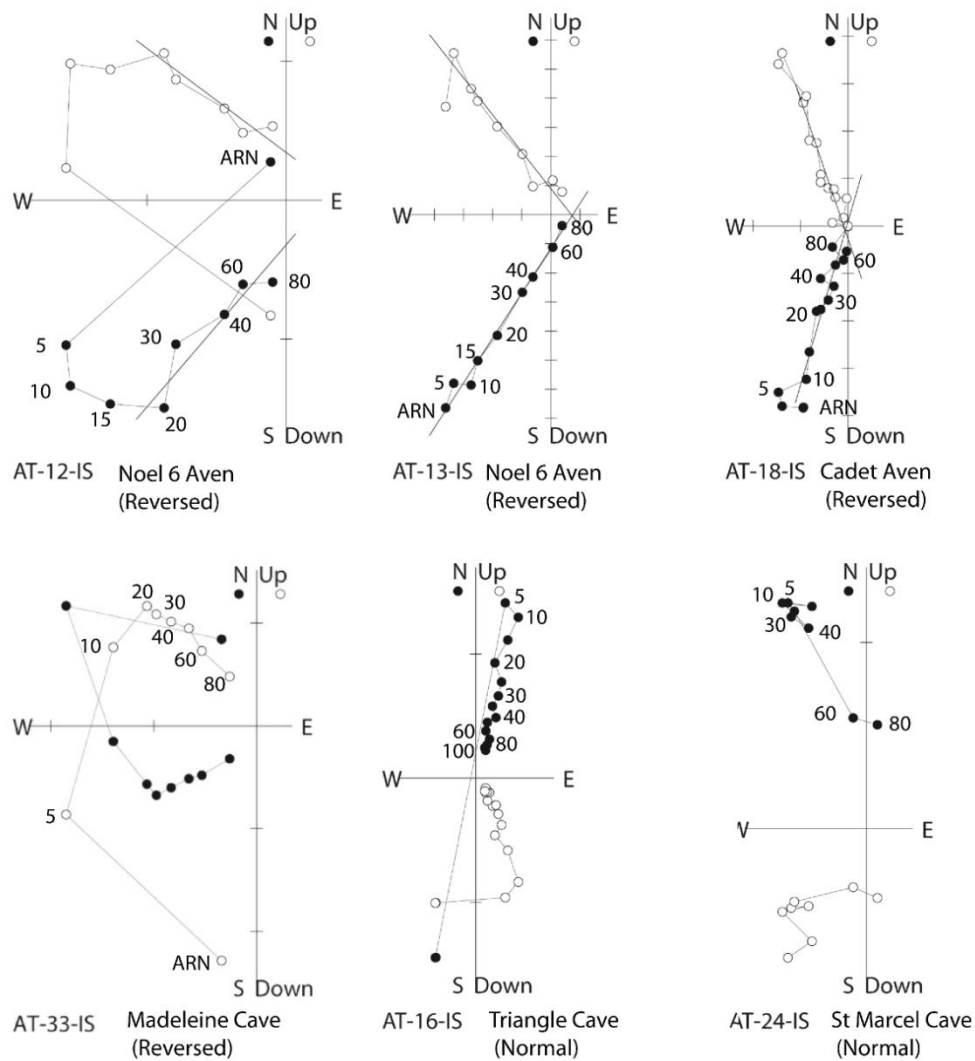 N Up
ARN
W E
60
80
5
40
30
10
15
20
S Down
AT-12-IS Noel 6 Aven
(Reversed)
N Up
W E
80
60
40
30
20
15
5
10
ARN
S Down
AT-13-IS Noel 6 Aven
(Reversed)
N Up
W E
80
60
40
30
20
10
5
ARN
S Down
AT-18-IS Cadet Aven
(Reversed)
N Up
20
30
10
40
60
80
W E
5
ARN
S Down
AT-33-IS Madeleine Cave
(Reversed)
N Up
5
10
20
30
40
60
80
100
W E
S Down
AT-16-IS Triangle Cave
(Normal)
N Up
10 5
30
40
60
80
W E
S Down
AT-24-IS St Marcel Cave
(Normal)